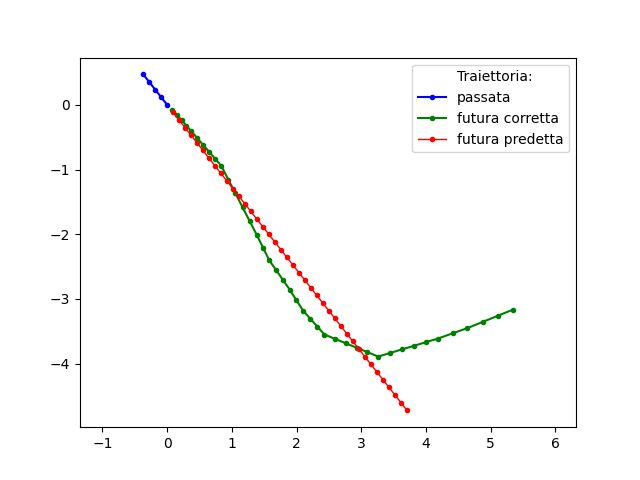 Traiettoria:
passata
futura corretta
futura predetta
0
−1
−2
−3
−4
−1 0 1 2 3 4 5 6